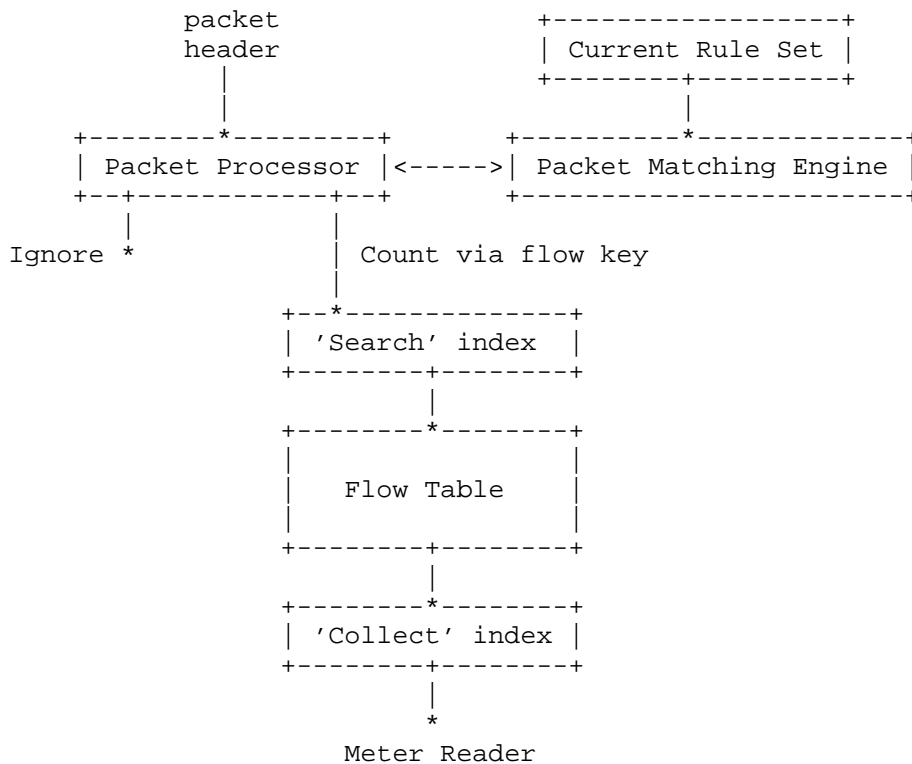 packet
header
Current Rule Set
Packet Processor
Packet Matching Engine
Ignore
Count via flow key
'Search' index
Flow Table
'Collect' index
Meter Reader